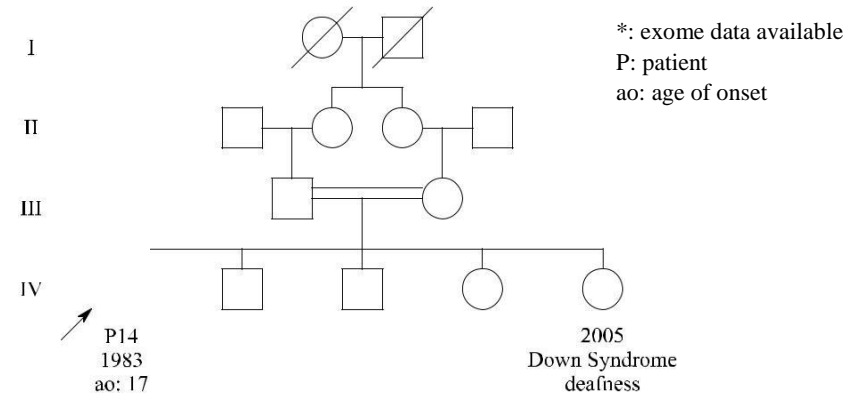 I
*: exome data available
P: patient
ao: age of onset
II
III
IV
P14
1983
ao: 17
2005
Down Syndrome
deafness